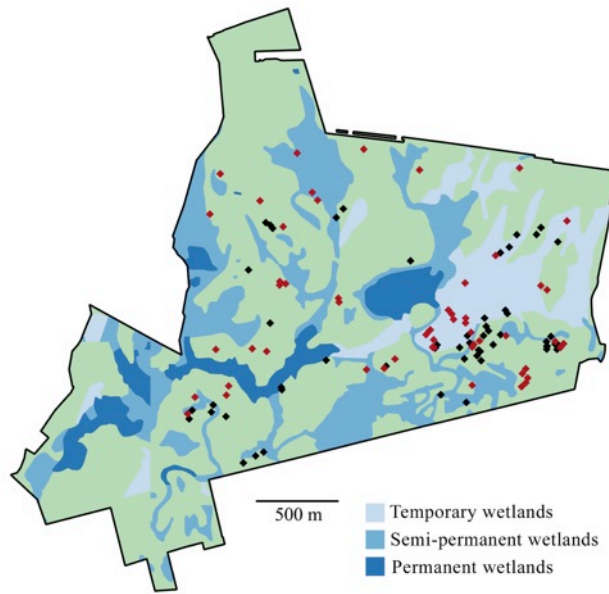 500 m
Temporary wetlands
Semi-permanent wetlands
Permanent wetlands